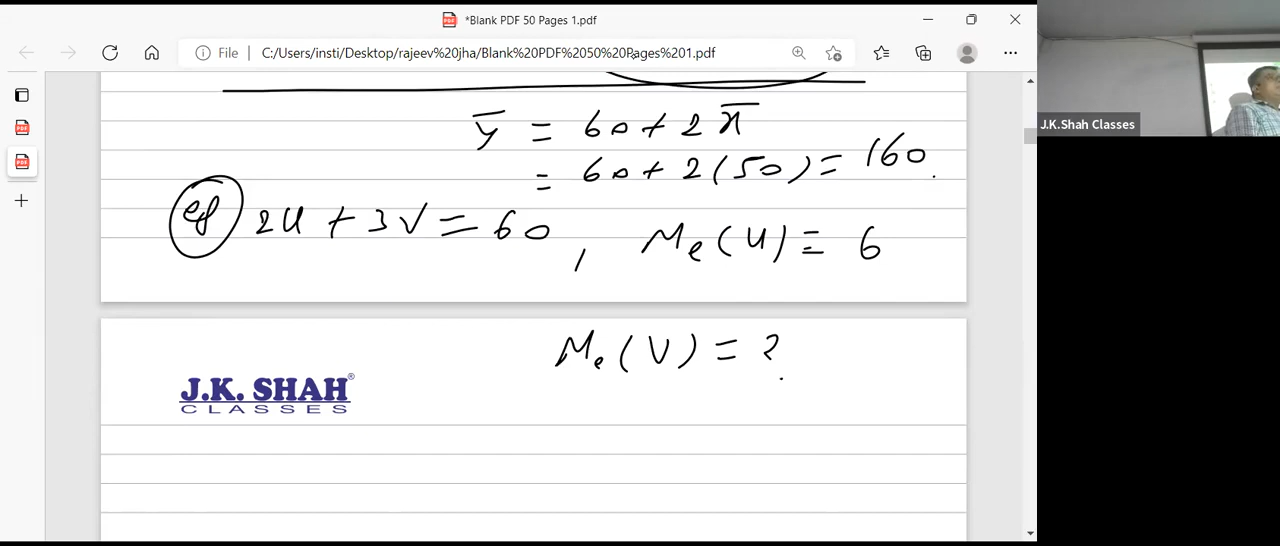 *Blank PDF 50 Pages 1.pdf
File
C:/Users/insti/Desktop/rajeev%20jha/Blank%20PDF%2050%20Pages%201.pdf
J.K.Shah Classes
y̅ = 60 + 2x̅
= 60 + 2(50) = 160.
eg 2U + 3V = 60, Me(U) = 6
Me(V) = ?
J.K. SHAH®
CLASSES